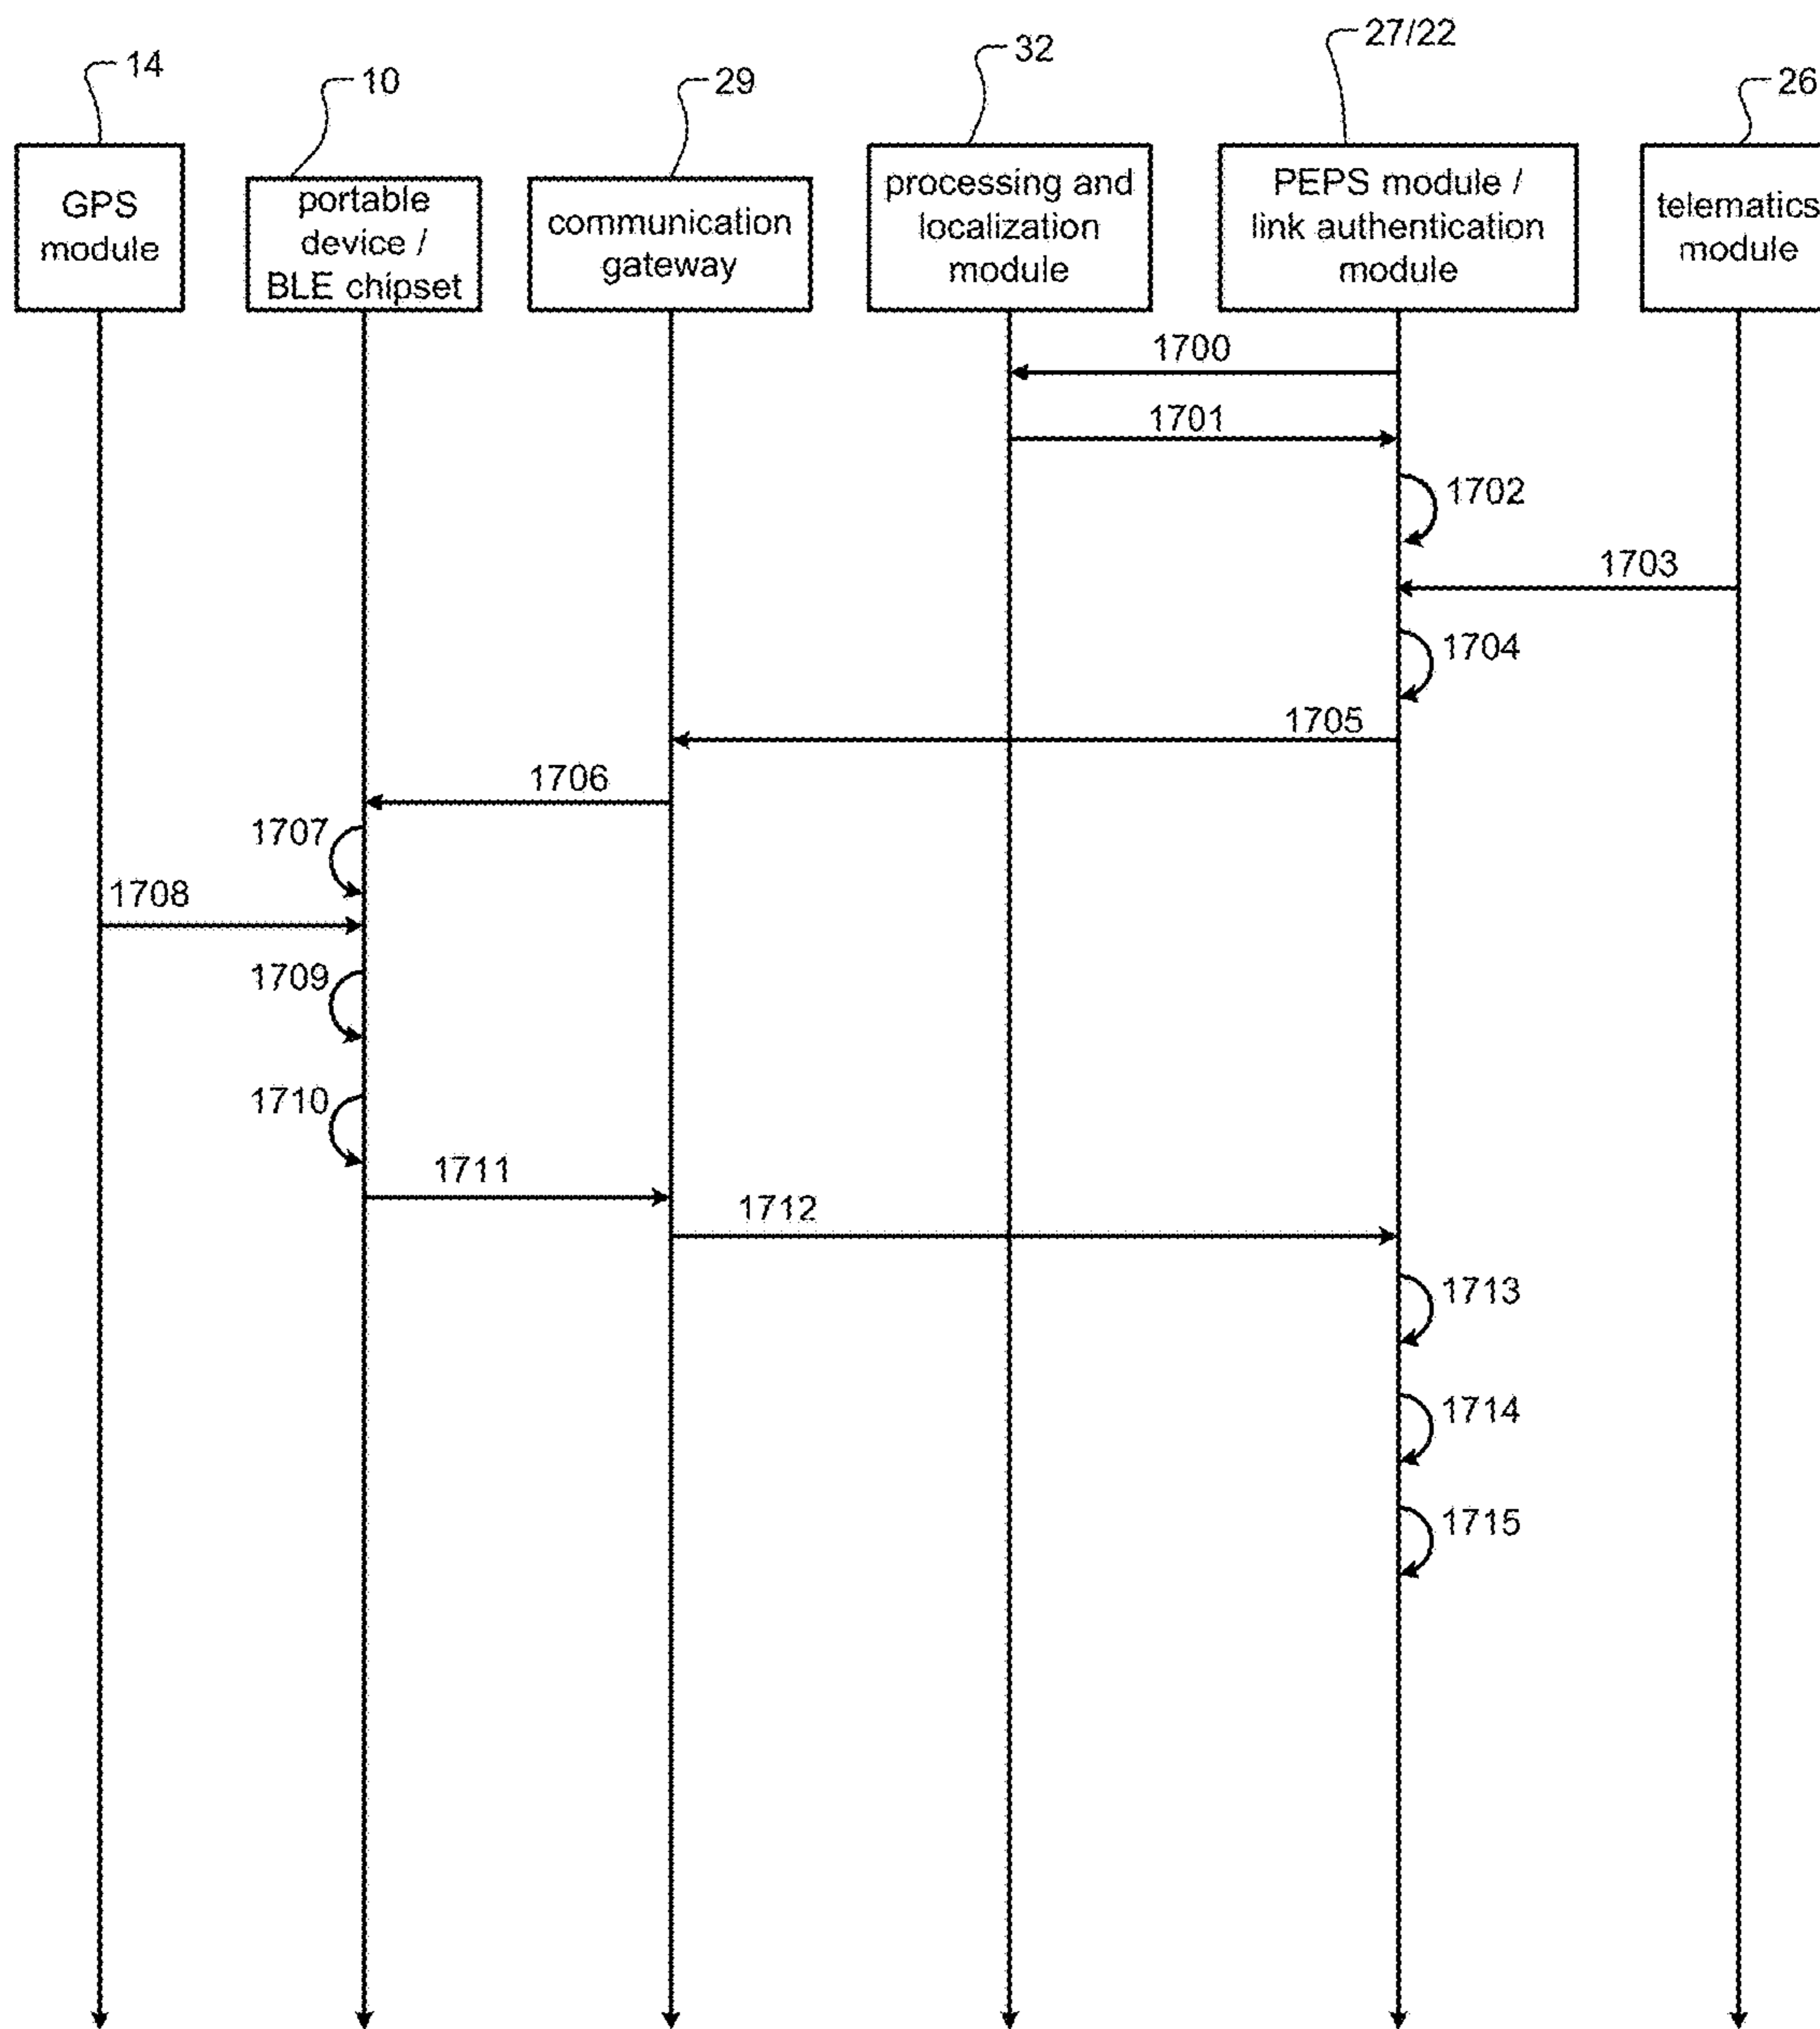 14
10
29
32
27/22
26
GPS
module
portable
device /
BLE chipset
communication
gateway
processing and
localization
module
PEPS module /
link authentication
module
telematics
module
1700
1701
1702
1703
1704
1705
1706
1707
1708
1709
1710
1711
1712
1713
1714
1715